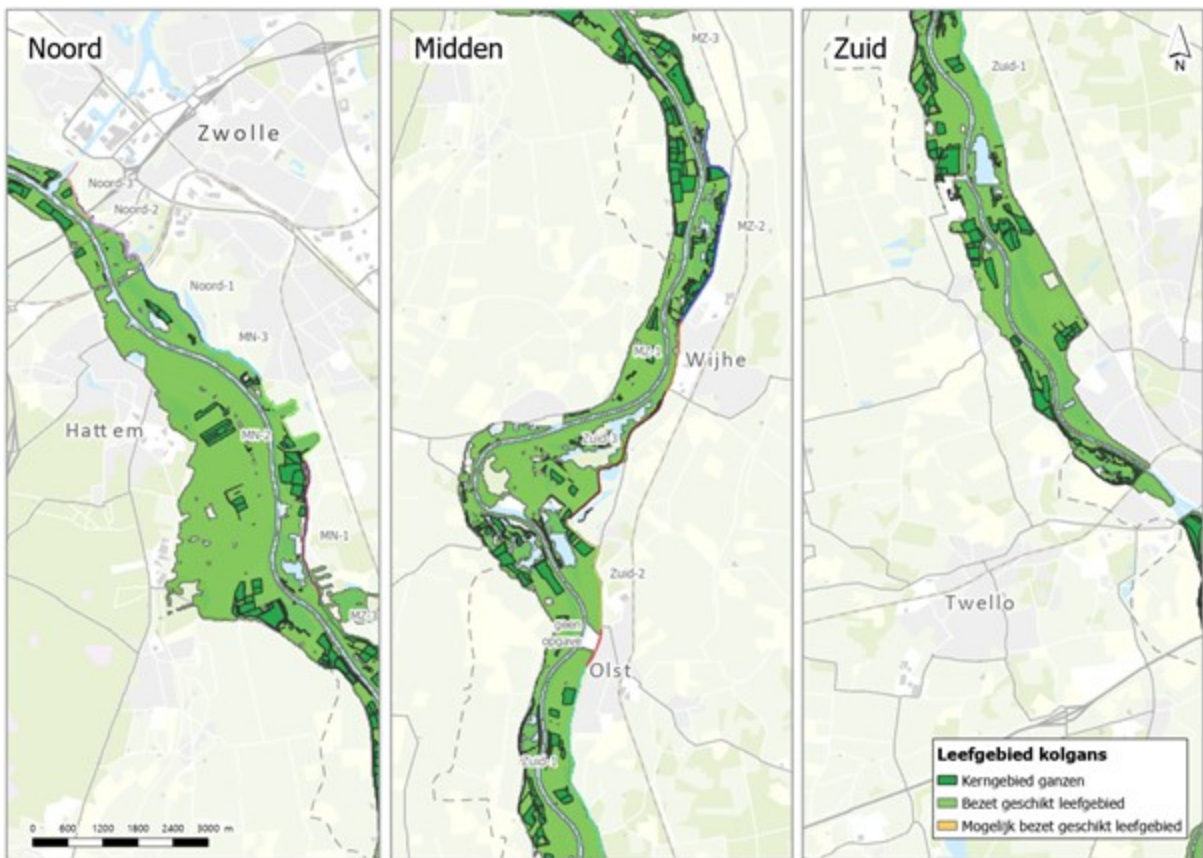 Noord
Zwolle
Noord-3
Noord-2
Noord-1
MN-3
Hattem
MN-2
MN-1
MZ-3
0 600 1200 1800 2400 3000 m
Midden
MZ-3
MZ-2
MZ-1
Wijhe
Zuid-3
Zuid-2
geen
opgave
Olst
Zuid-1
Zuid
N
Zuid-1
Twello
Leefgebied kolgans
Kerngebied ganzen
Bezet geschikt leefgebied
Mogelijk bezet geschikt leefgebied